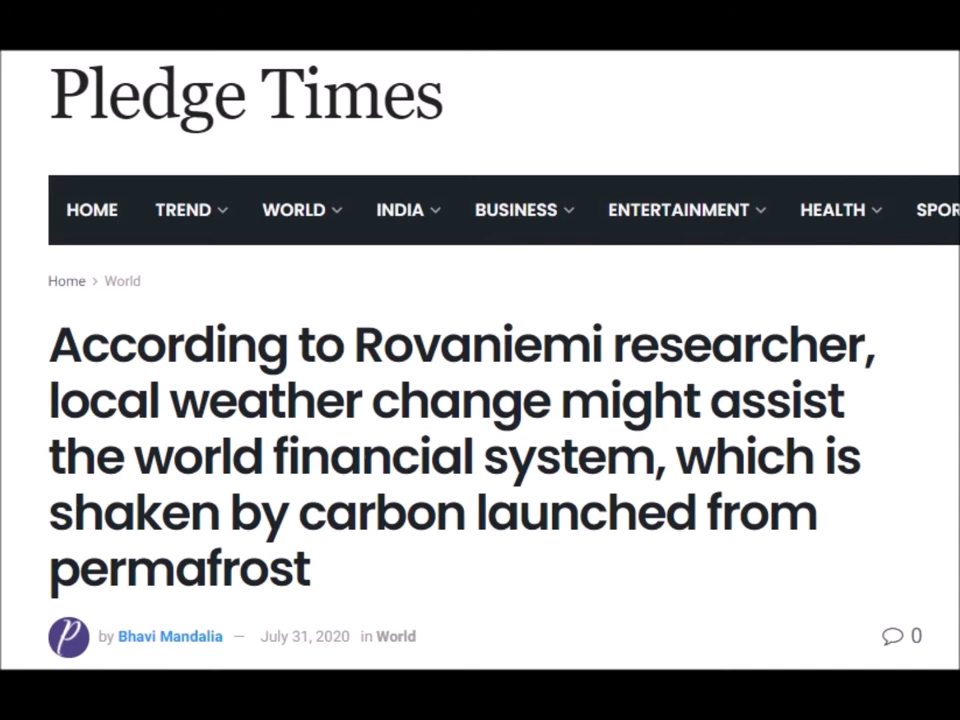 Pledge Times
HOME TREND WORLD INDIA BUSINESS ENTERTAINMENT HEALTH SPOR
Home > World
According to Rovaniemi researcher,
local weather change might assist
the world financial system, which is
shaken by carbon launched from
permafrost
by Bhavi Mandalia — July 31, 2020 in World 0